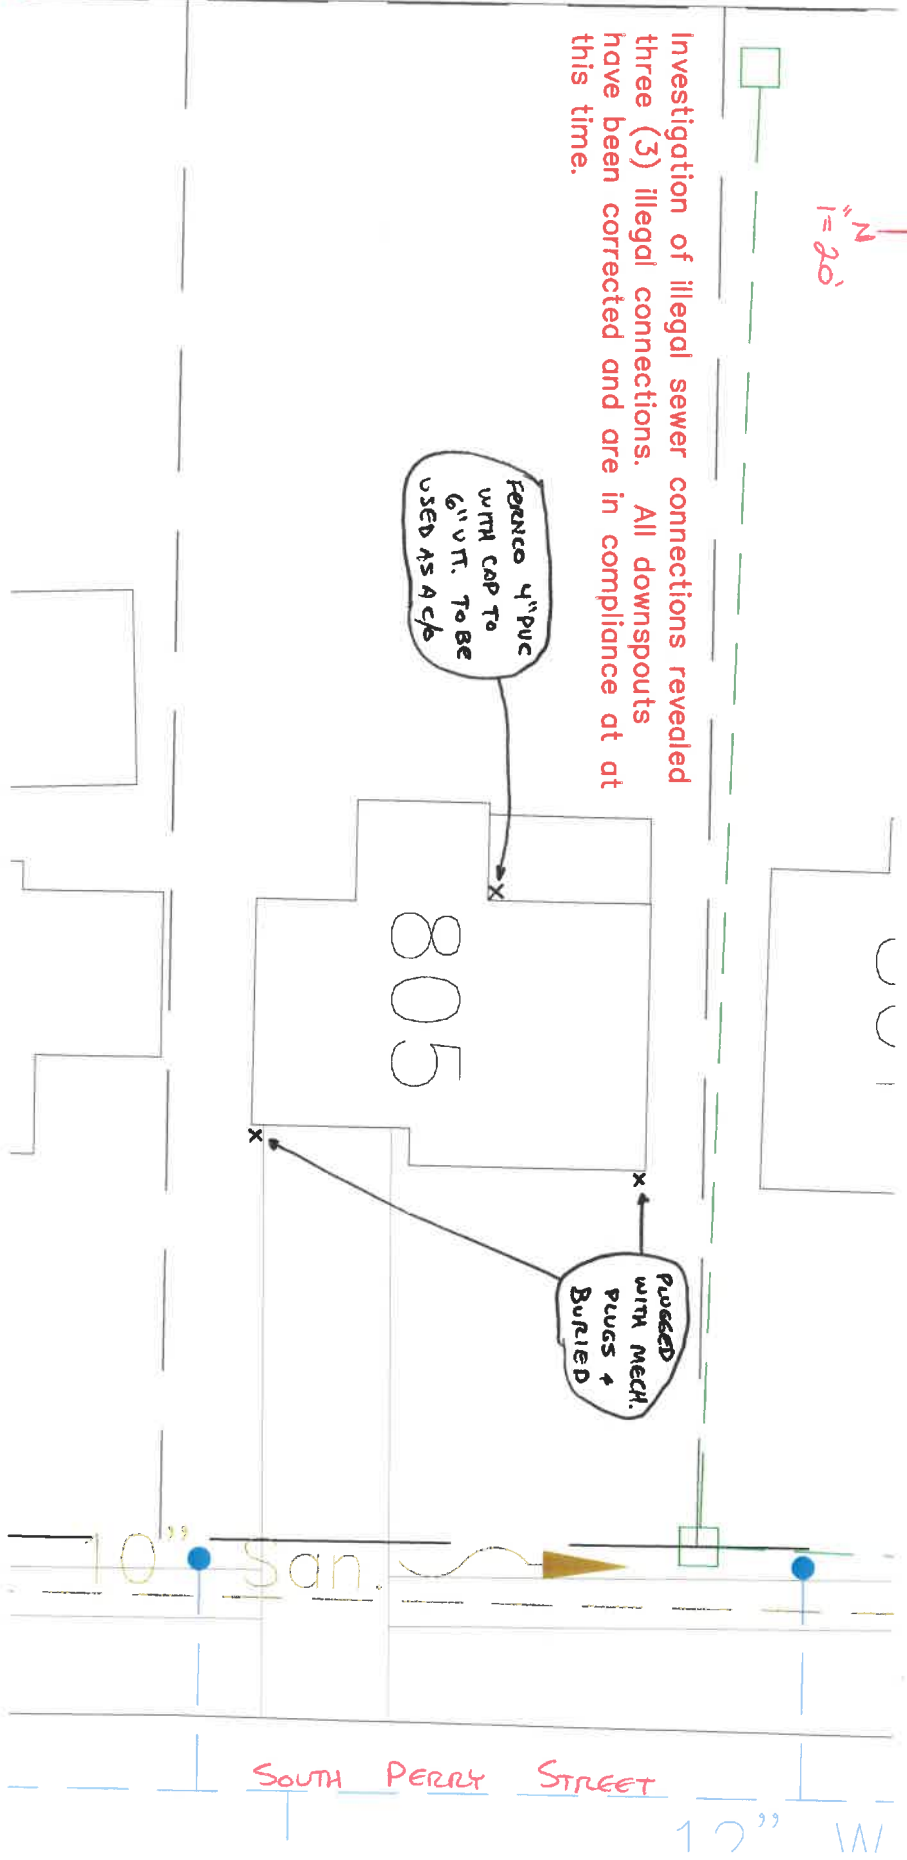 N
1"=20'
Investigation of illegal sewer connections revealed
three (3) illegal connections. All downspouts
have been corrected and are in compliance at at
this time.
FERNCO 4" PVC
WITH CAP TO
6" VTT. TO BE
USED AS A C/O
805
PLUGGED
WITH MECH.
PLUGS &
BURIED
10" San.
SOUTH PERRY STREET
12" W